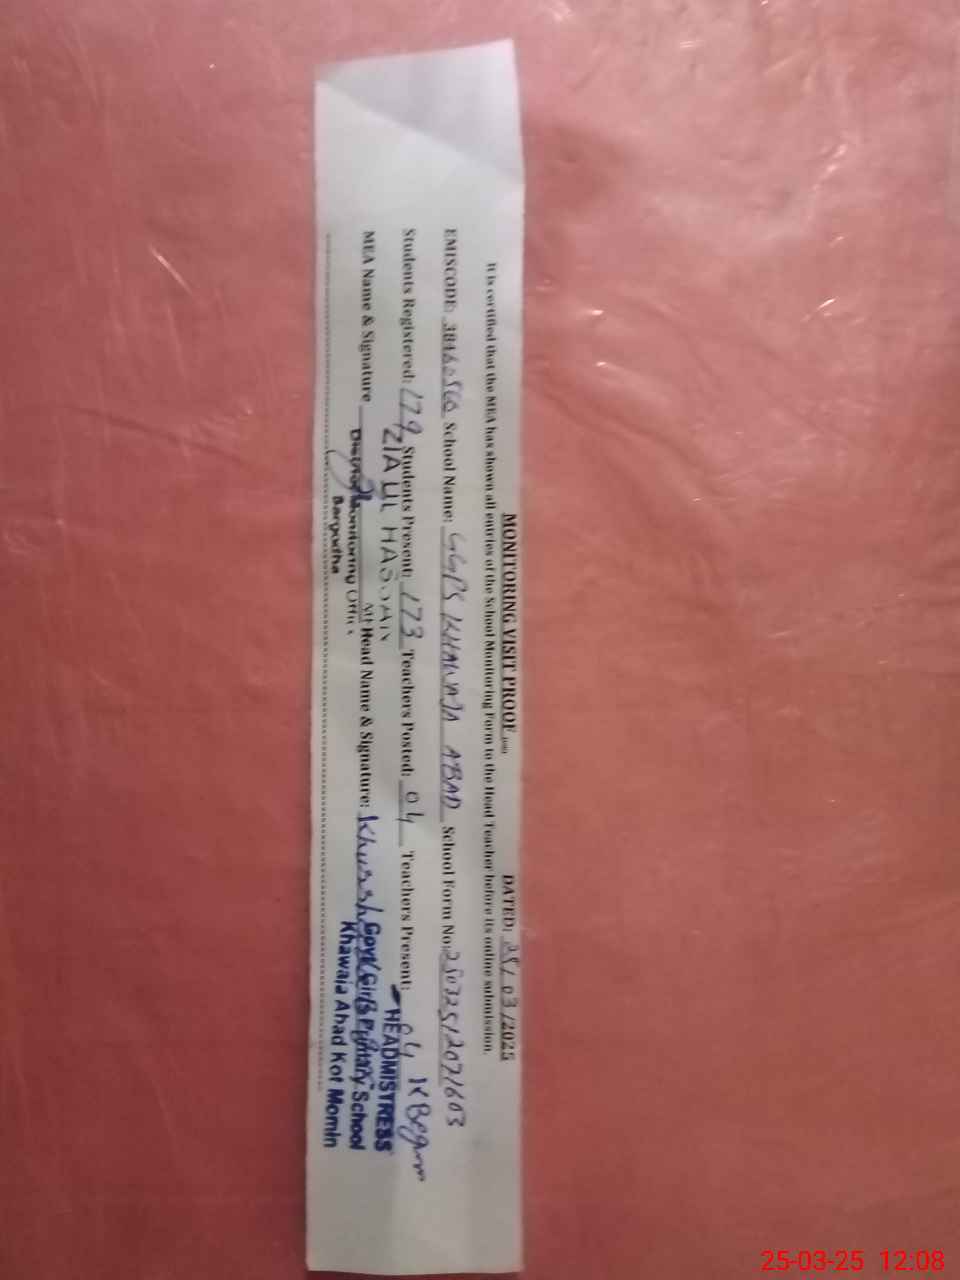 MONITORING VISIT PROOF DATED: 25/03/2025
It is certified that the MEA has shown all entries of the School Monitoring Form to the Head Teacher before its online submission.
EMISCODE: 38460560 School Name: GGPS KHAWAJA ABAD School Form No: 25032512071603
Students Registered: 179 Students Present: 173 Teachers Posted: 04 Teachers Present: 04 K Begum
ZIA UL HASSAN
MEA Name & Signature Head Name & Signature:
District Monitoring Office
Sargodha
HEADMISTRESS
Govt. Girls Primary School
Khawaja Abad Kot Momin
25-03-25 12:08